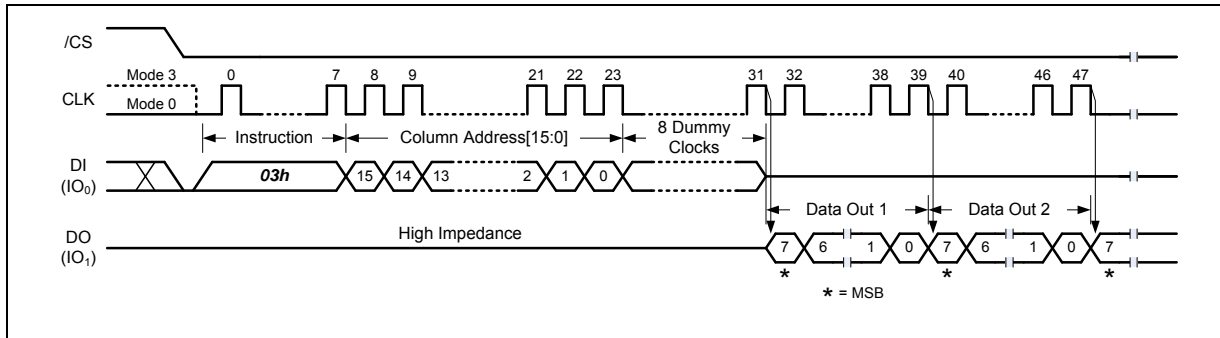 /CS
Mode 3 0 7 8 9 21 22 23 31 32 38 39 40 46 47
CLK Mode 0
Instruction Column Address[15:0] 8 Dummy Clocks
DI (IO0) 03h 15 14 13 2 1 0
Data Out 1 Data Out 2
DO (IO1) High Impedance 7 6 1 0 7 6 1 0 7
* * *
* = MSB